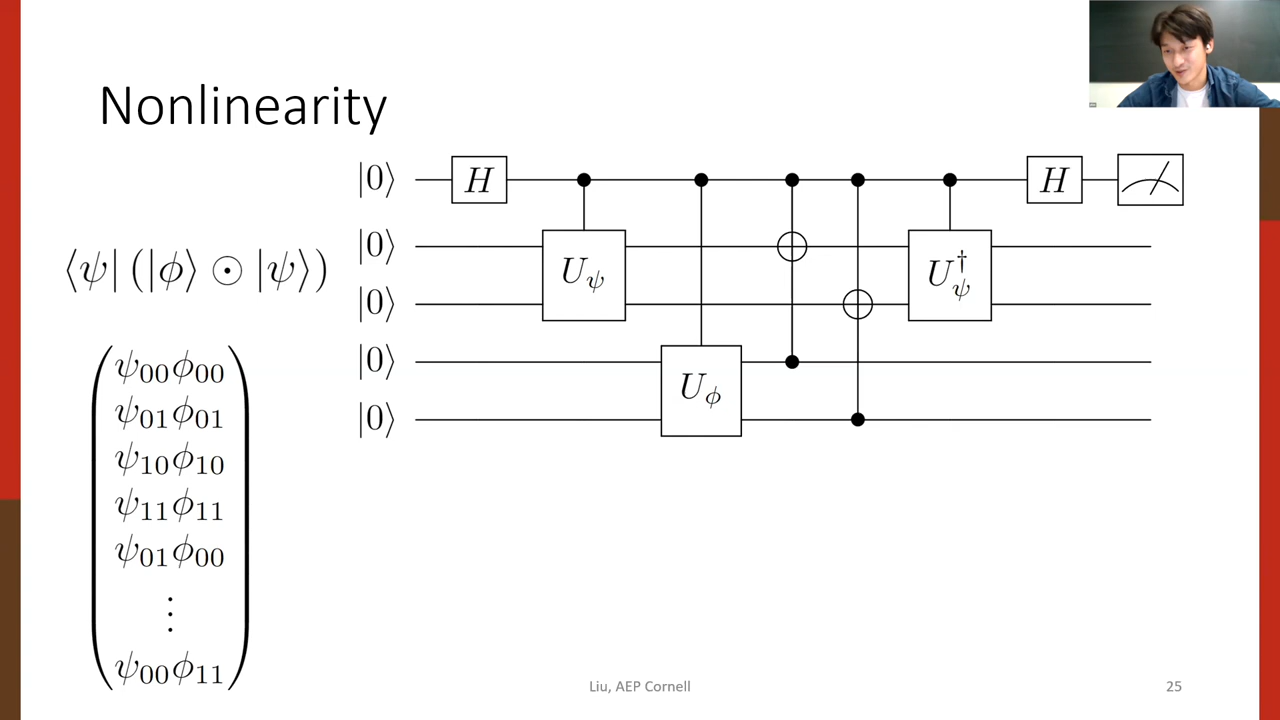 Nonlinearity
|0⟩ H H
|0⟩
⟨ψ| (|ϕ⟩ ⊙ |ψ⟩)
U_ψ U_ψ^†
|0⟩
|0⟩
U_ϕ
|0⟩
ψ₀₀ϕ₀₀
ψ₀₁ϕ₀₁
ψ₁₀ϕ₁₀
ψ₁₁ϕ₁₁
ψ₀₁ϕ₀₀
⋮
ψ₀₀ϕ₁₁
Liu, AEP Cornell
25